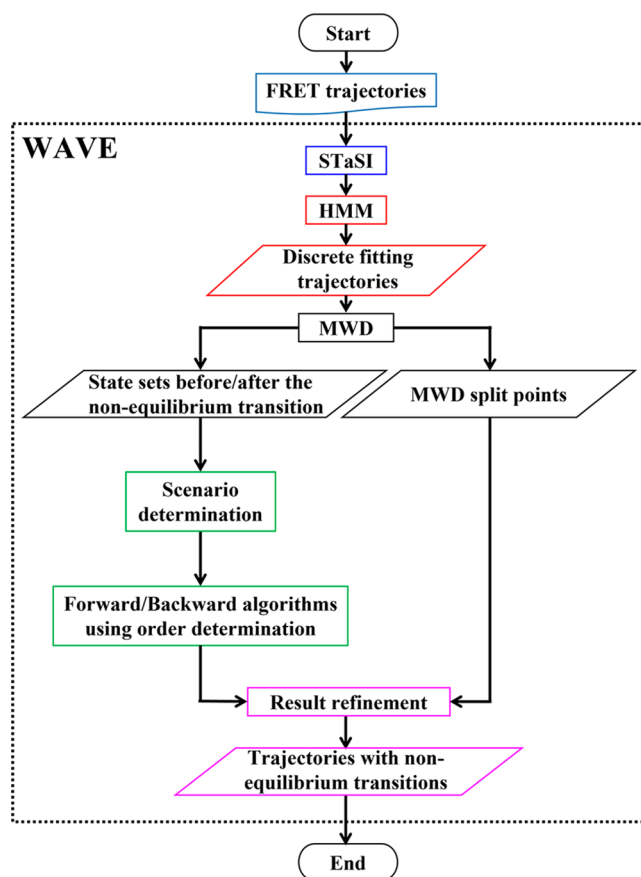 Start
FRET trajectories
WAVE
STaSI
HMM
Discrete fitting
trajectories
MWD
State sets before/after the
non-equilibrium transition
MWD split points
Scenario
determination
Forward/Backward algorithms
using order determination
Result refinement
Trajectories with non-
equilibrium transitions
End